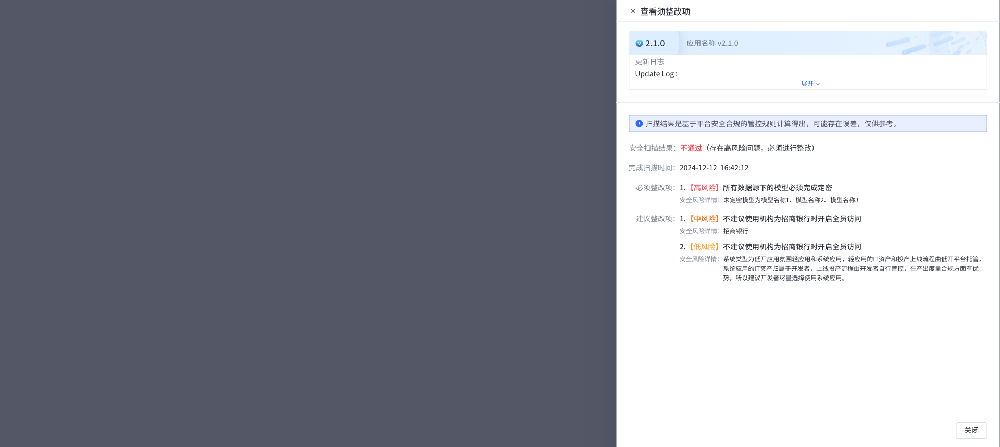 查看须整改项
2.1.0 应用名称 v2.1.0
更新日志
Update Log：
展开
扫描结果是基于平台安全合规的管控规则计算得出，可能存在误差，仅供参考。
安全扫描结果：不通过（存在高风险问题，必须进行整改）
完成扫描时间：2024-12-12 16:42:12
必须整改项：1.【高风险】所有数据源下的模型必须完成定密
安全风险详情：未定密模型为模型名称1、模型名称2、模型名称3
建议整改项：1.【中风险】不建议使用机构为招商银行时开启全员访问
安全风险详情：招商银行
2.【低风险】不建议使用机构为招商银行时开启全员访问
安全风险详情：系统类型为低开应用氛围轻应用和系统应用，轻应用的IT资产和投产上线流程由低开平台托管，
系统应用的IT资产归属于开发者，上线投产流程由开发者自行管控，在产出度量合规方面有优
势，所以建议开发者尽量选择使用系统应用。
关闭